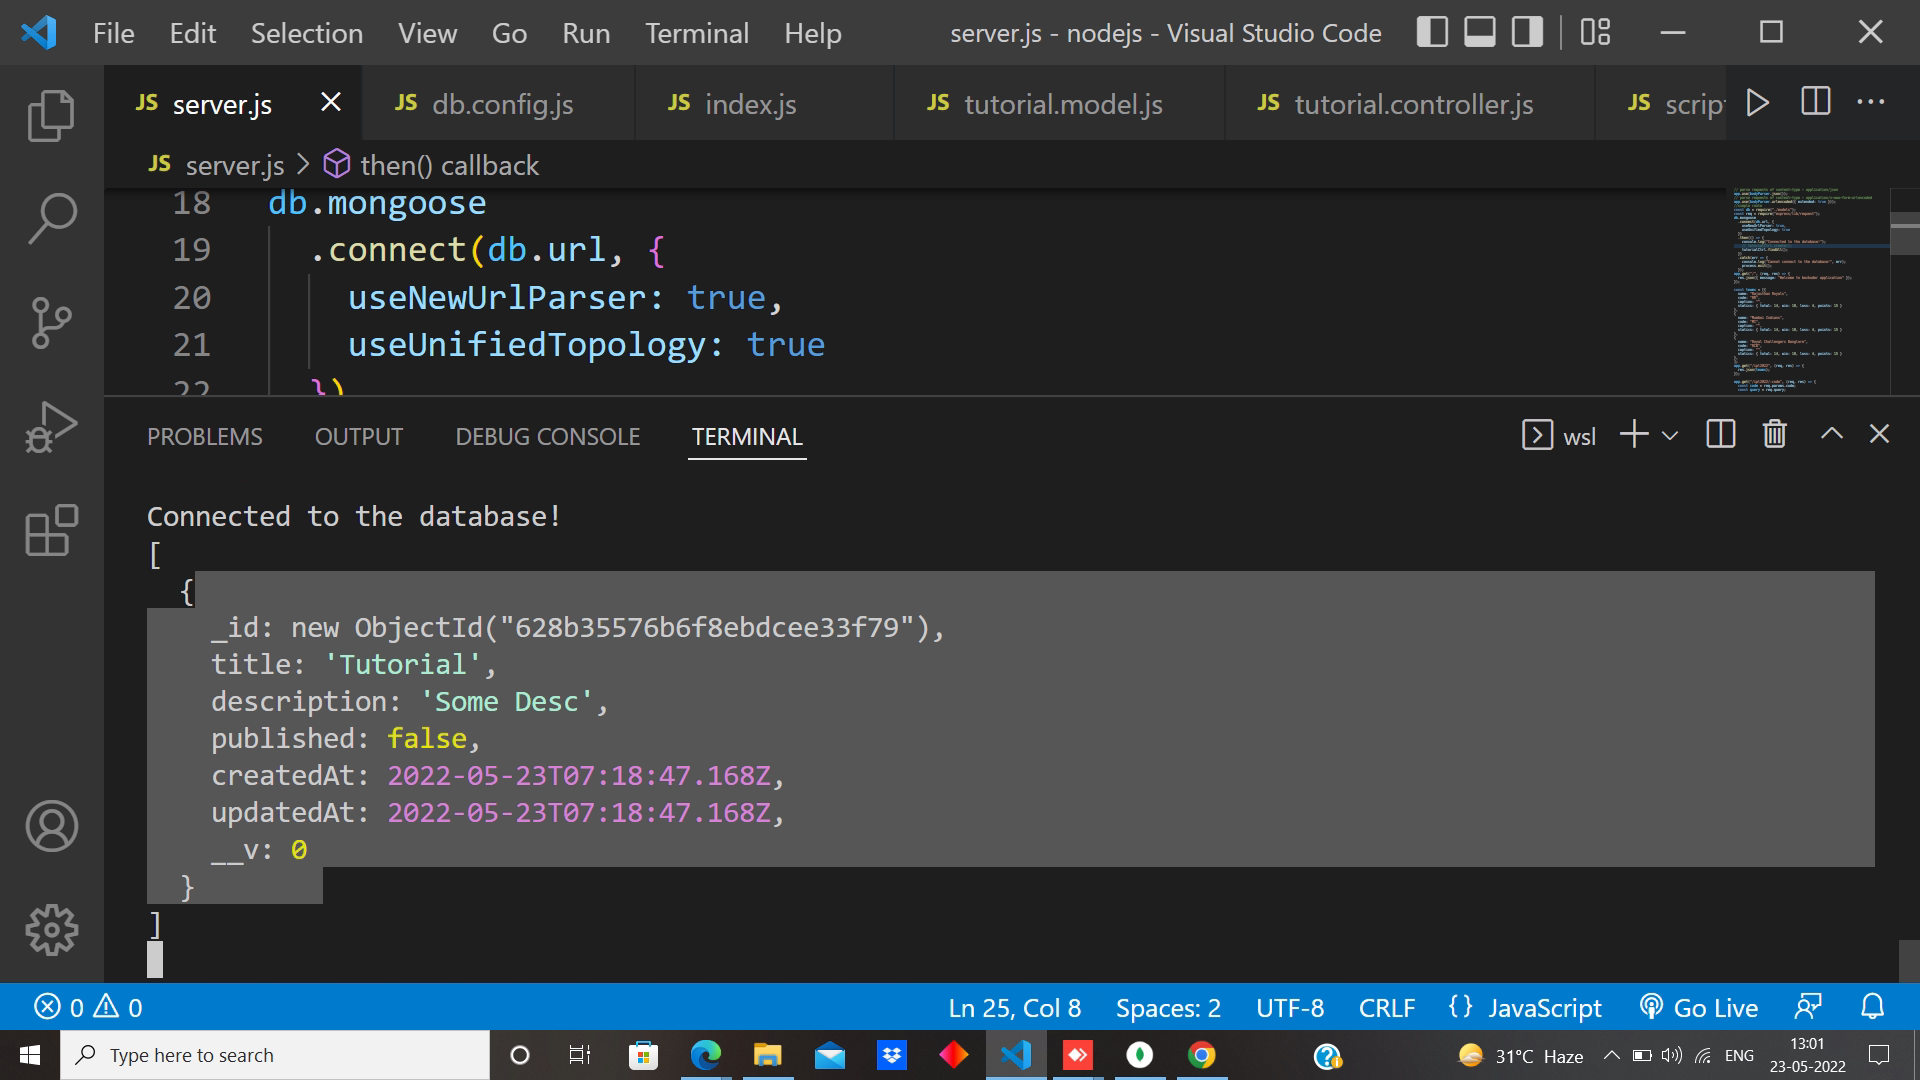 File Edit Selection View Go Run Terminal Help server.js - nodejs - Visual Studio Code
JS server.js JS db.config.js JS index.js JS tutorial.model.js JS tutorial.controller.js JS scrip
JS server.js then() callback
18 db.mongoose
19 .connect(db.url, {
20 useNewUrlParser: true,
21 useUnifiedTopology: true
22 })
PROBLEMS OUTPUT DEBUG CONSOLE TERMINAL wsl
Connected to the database!
[
{
_id: new ObjectId("628b35576b6f8ebdcee33f79"),
title: 'Tutorial',
description: 'Some Desc',
published: false,
createdAt: 2022-05-23T07:18:47.168Z,
updatedAt: 2022-05-23T07:18:47.168Z,
__v: 0
}
]
0 0 Ln 25, Col 8 Spaces: 2 UTF-8 CRLF {} JavaScript Go Live
Type here to search 31°C Haze ENG 13:01
23-05-2022